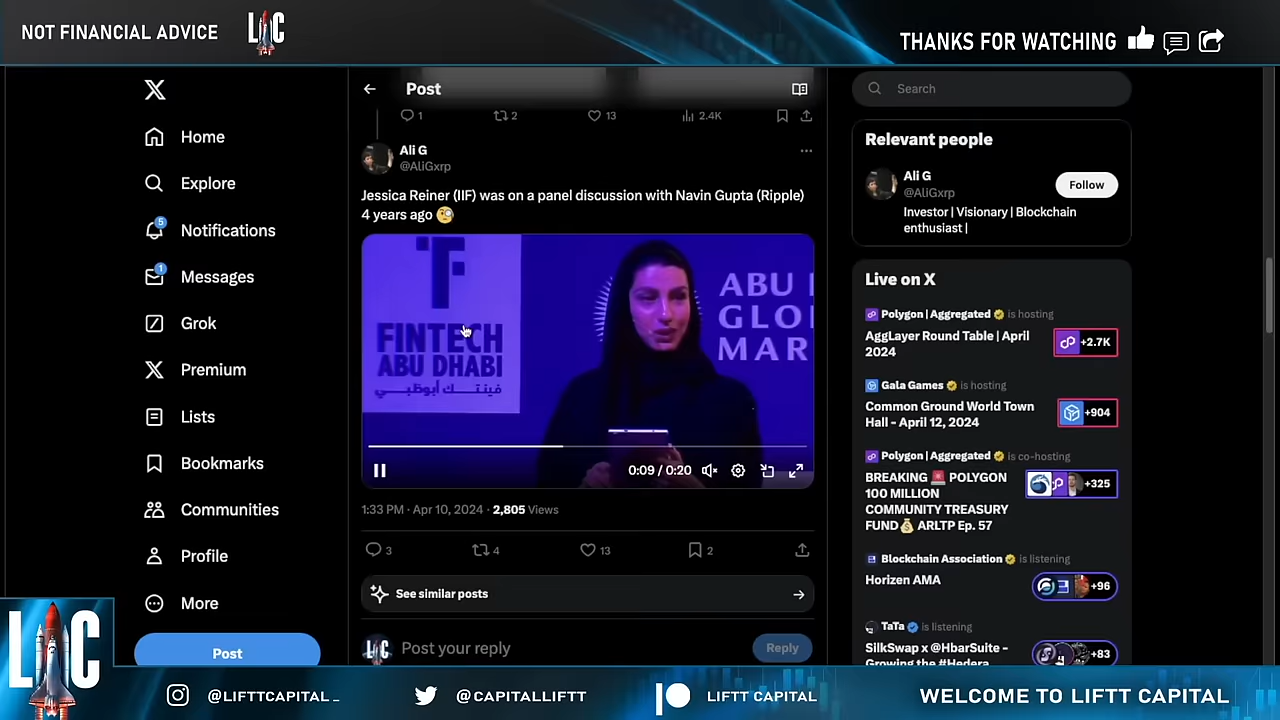 NOT FINANCIAL ADVICE
LC
THANKS FOR WATCHING
Post
1
2
13
2.4K
Home
Explore
5
Notifications
1
Messages
Grok
Premium
Lists
Bookmarks
Communities
Profile
More
Post
Ali G
@AliGxrp
Jessica Reiner (IIF) was on a panel discussion with Navin Gupta (Ripple)
4 years ago 🧐
FINTECH
ABU DHABI
فينتك أبوظبي
ABU
GLO
MAR
0:09 / 0:20
1:33 PM · Apr 10, 2024 · 2,805 Views
3
4
13
2
See similar posts
Post your reply
Reply
Search
Relevant people
Ali G
@AliGxrp
Follow
Investor | Visionary | Blockchain
enthusiast |
Live on X
Polygon | Aggregated is hosting
AggLayer Round Table | April
2024
+2.7K
Gala Games is hosting
Common Ground World Town
Hall - April 12, 2024
+904
Polygon | Aggregated is co-hosting
BREAKING 🚨 POLYGON
100 MILLION
COMMUNITY TREASURY
FUND💰 ARLTP Ep. 57
+325
Blockchain Association is listening
Horizen AMA
+96
TaTa is listening
SilkSwap x @HbarSuite -
Growing the #Hedera
+83
LC
@LIFTTCAPITAL_
@CAPITALLIFTT
LIFTT CAPITAL
WELCOME TO LIFTT CAPITAL